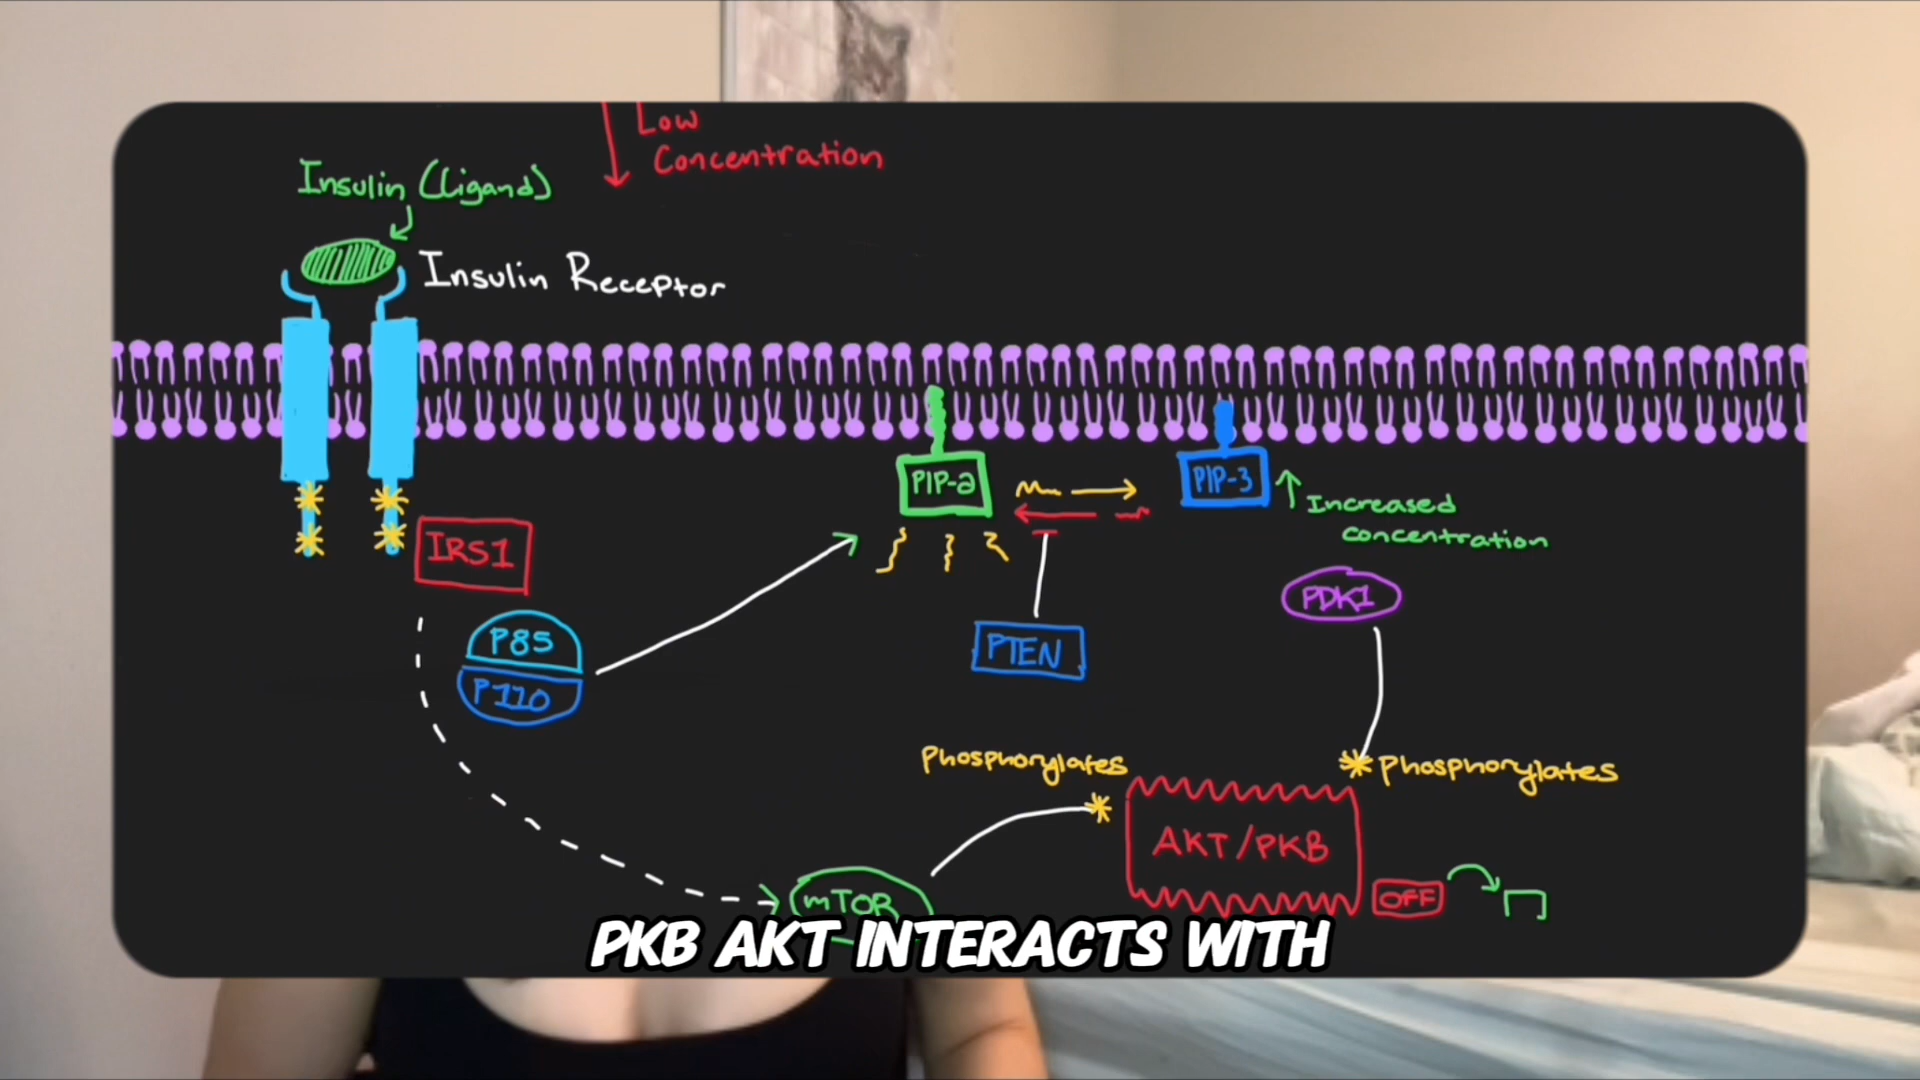 Low
Concentration
Insulin (Ligand)
Insulin Receptor
PIP-2
PIP-3
Increased
concentration
IRS1
PDK1
P85
P110
PTEN
Phosphorylates
Phosphorylates
AKT/PKB
OFF
mTOR
PKB AKT INTERACTS WITH